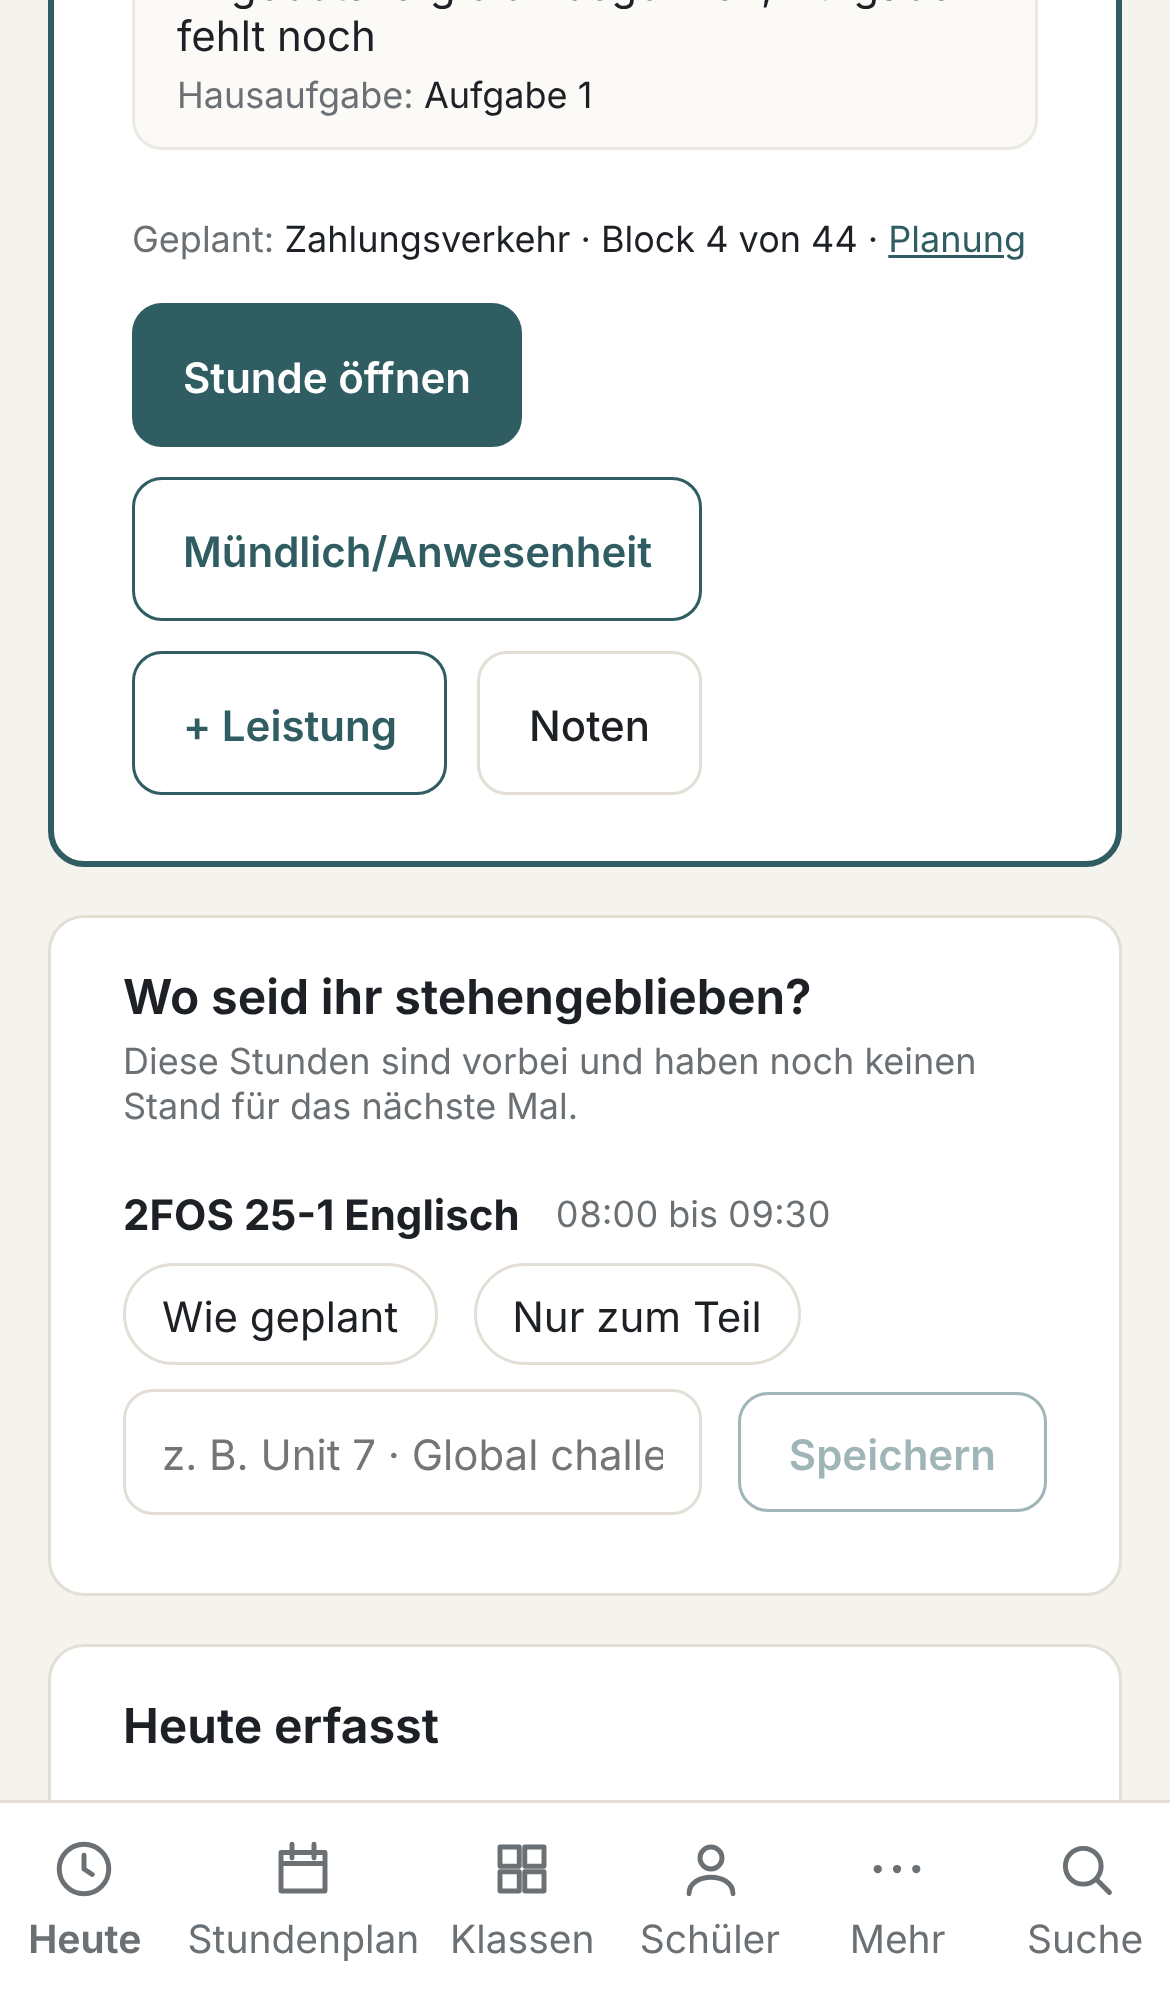 fehlt noch
Hausaufgabe: Aufgabe 1
Geplant: Zahlungsverkehr · Block 4 von 44 · Planung
Stunde öffnen
Mündlich/Anwesenheit
+ Leistung
Noten
Wo seid ihr stehengeblieben?
Diese Stunden sind vorbei und haben noch keinen
Stand für das nächste Mal.
2FOS 25-1 Englisch 08:00 bis 09:30
Wie geplant
Nur zum Teil
z. B. Unit 7 · Global challe
Speichern
Heute erfasst
Heute
Stundenplan
Klassen
Schüler
Mehr
Suche